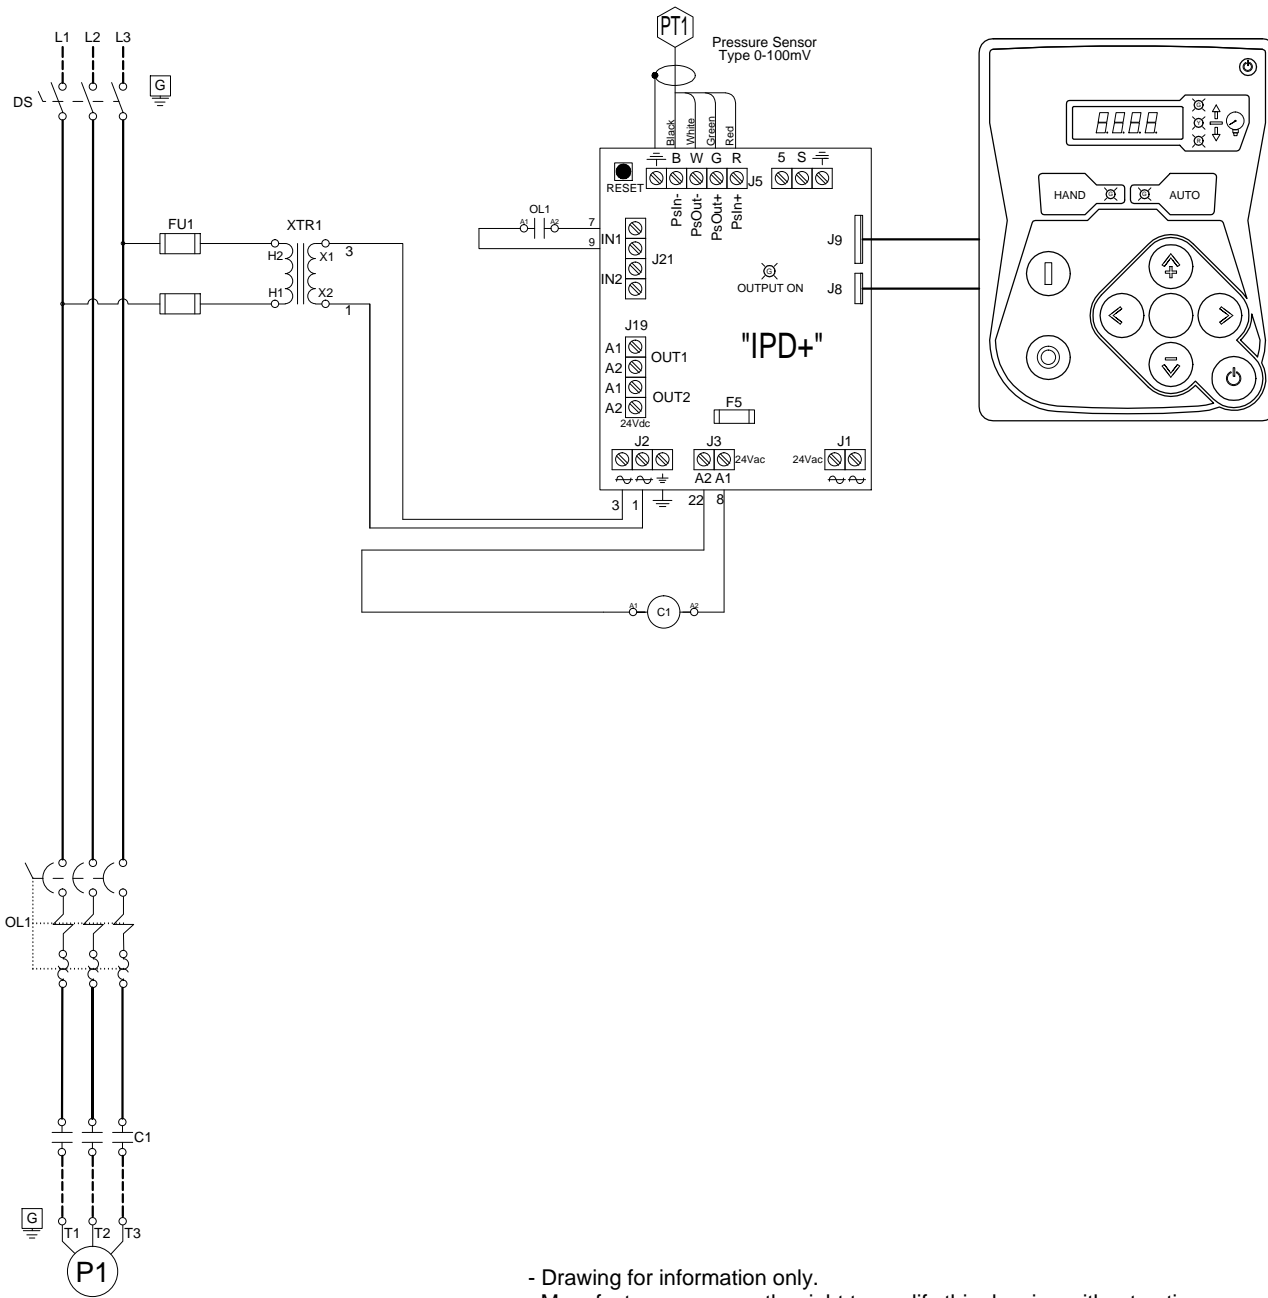 L1 L2 L3
PT1
Pressure Sensor
Type 0-100mV
G
DS
Black
White
Green
Red
B W G R
5 S
RESET
J5
PsIn-
PsOut-
PsOut+
PsIn+
G
Y
R
HAND G
G AUTO
OL1
A1 A2
7
9
IN1
IN2
J21
J9
J8
G
OUTPUT ON
FU1
XTR1
H2 X1 3
H1 X2
1
J19
A1
A2
OUT1
A1
A2
OUT2
24Vdc
"IPD+"
F5
J2
J3
24Vac
24Vac
J1
A2 A1
3 1
22 8
A1 C1 A2
OL1
C1
G
T1 T2 T3
P1
- Drawing for information only.